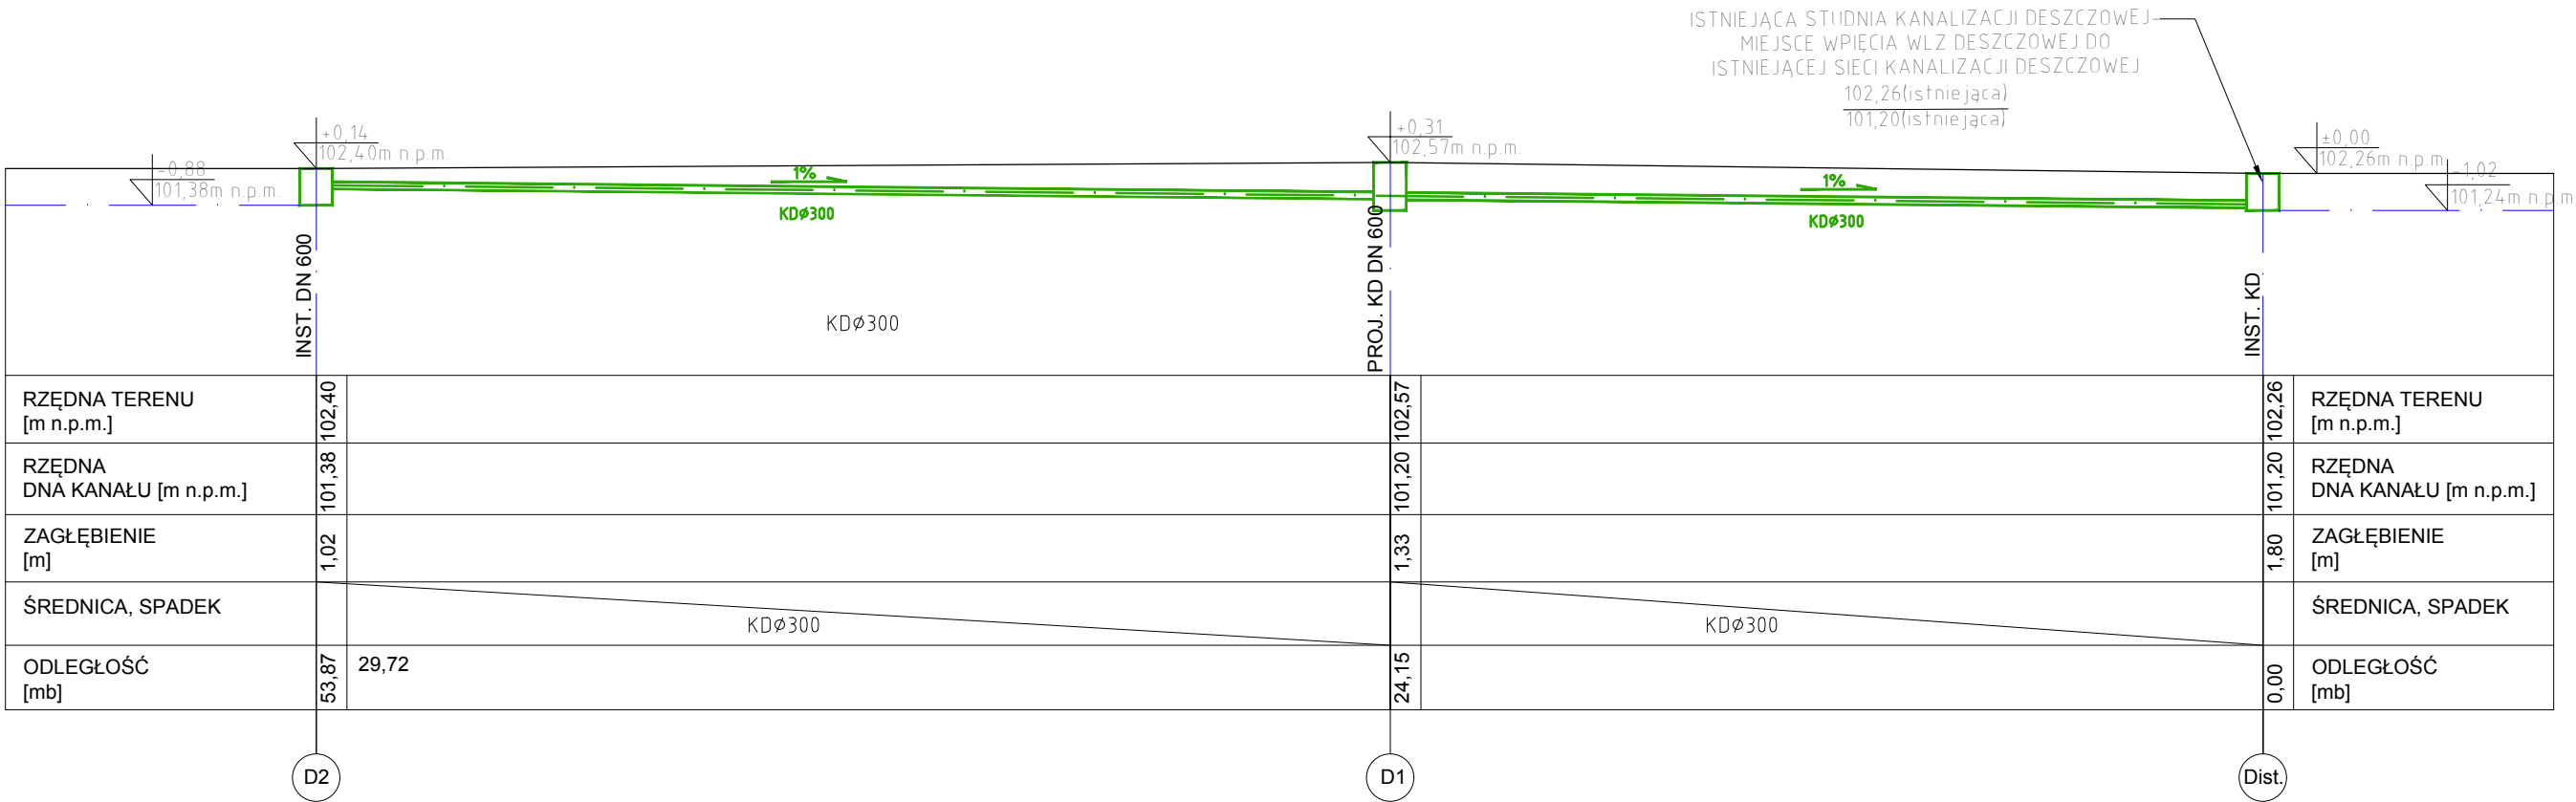 ISTNIEJĄCA STUDNIA KANALIZACJI DESZCZOWEJ
MIEJSCE WPIĘCIA WLZ DESZCZOWEJ DO
ISTNIEJĄCEJ SIECI KANALIZACJI DESZCZOWEJ
102,26(istniejąca)
101,20(istniejąca)
+0,14
102,40m n.p.m.
+0,31
102,57m n.p.m.
±0,00
102,26m n.p.m.
-0,88
101,38m n.p.m.
-1,02
101,24m n.p.m
1%
KDø300
1%
KDø300
INST. DN 600
PROJ. KD DN 600
INST. KD
KDø300
RZĘDNA TERENU
[m n.p.m.]
102,40
102,57
102,26
RZĘDNA TERENU
[m n.p.m.]
RZĘDNA
DNA KANAŁU [m n.p.m.]
101,38
101,20
101,20
RZĘDNA
DNA KANAŁU [m n.p.m.]
ZAGŁĘBIENIE
[m]
1,02
1,33
1,80
ZAGŁĘBIENIE
[m]
ŚREDNICA, SPADEK
KDø300
KDø300
ŚREDNICA, SPADEK
ODLEGŁOŚĆ
[mb]
53,87
29,72
24,15
0,00
ODLEGŁOŚĆ
[mb]
D2
D1
Dist.